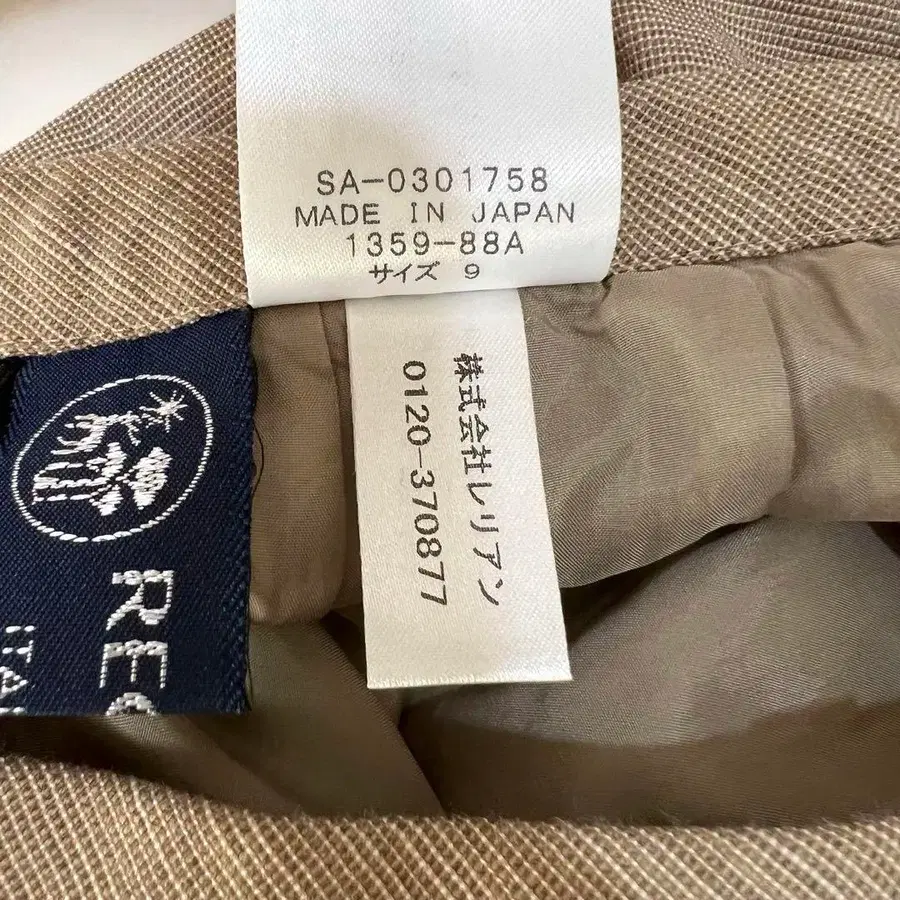 SA-0301758
MADE IN JAPAN
1359-88A
サイズ 9
株式会社レリアン
0120-370877